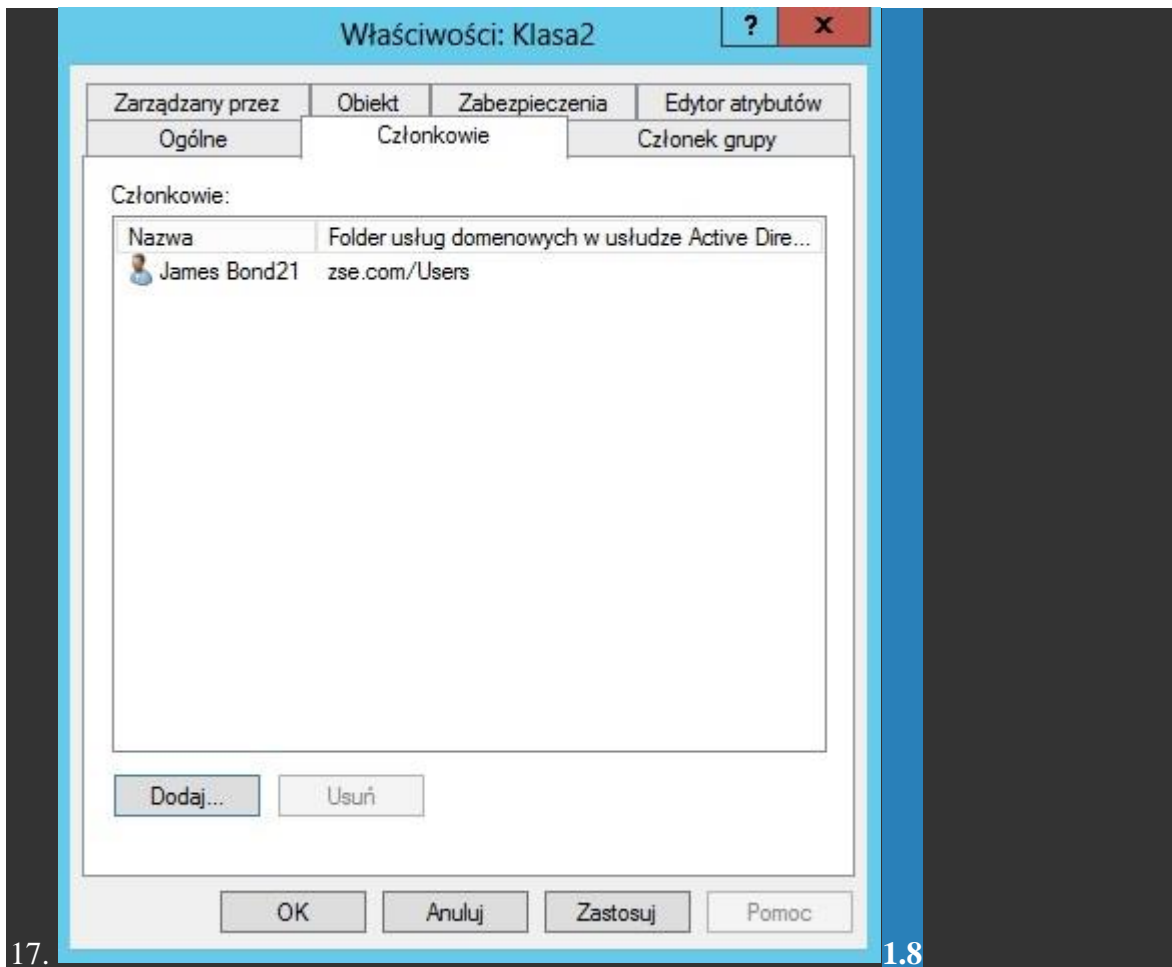 Właściwości: Klasa2 ? x
Zarządzany przez Obiekt Zabezpieczenia Edytor atrybutów
Ogólne Członkowie Członek grupy
Członkowie:
Nazwa Folder usług domenowych w usłudze Active Dire...
James Bond21 zse.com/Users
Dodaj... Usuń
OK Anuluj Zastosuj Pomoc
17. 1.8